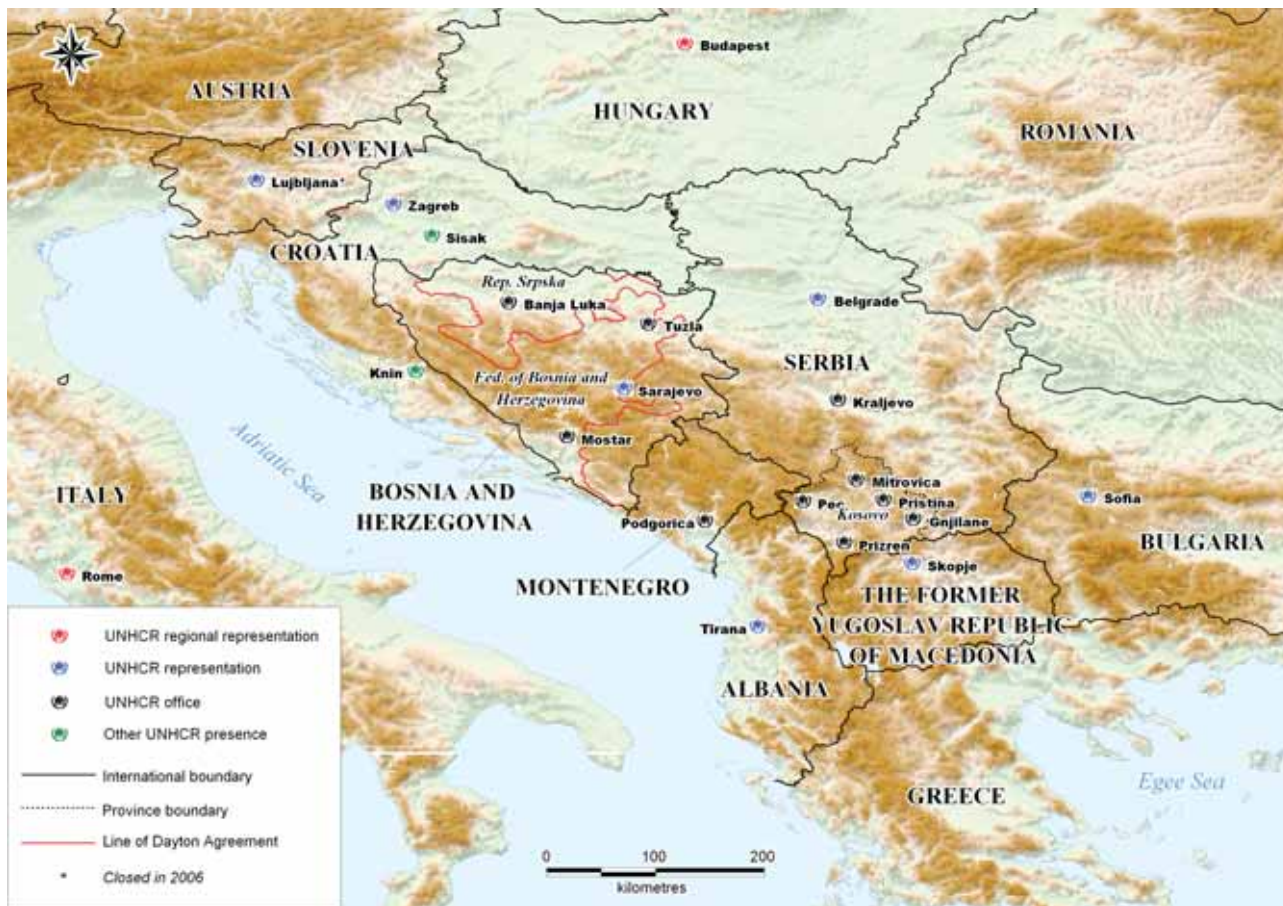 Budapest
AUSTRIA
HUNGARY
ROMANIA
SLOVENIA
Lujbljana*
Zagreb
Sisak
CROATIA
Rep. Srpska
Banja Luka
Belgrade
Tuzla
SERBIA
Knin
Fed. of Bosnia and
Herzegovina
Sarajevo
Kraljevo
Adriatic Sea
Mostar
ITALY
BOSNIA AND
HERZEGOVINA
Mitrovica
Pec
Pristina
Kosovo
Gnjilane
Sofia
Podgorica
Prizren
BULGARIA
Rome
MONTENEGRO
Skopje
THE FORMER
YUGOSLAV REPUBLIC
OF MACEDONIA
Tirana
ALBANIA
Egee Sea
GREECE
UNHCR regional representation
UNHCR representation
UNHCR office
Other UNHCR presence
International boundary
Province boundary
Line of Dayton Agreement
* Closed in 2006
0 100 200
kilometres